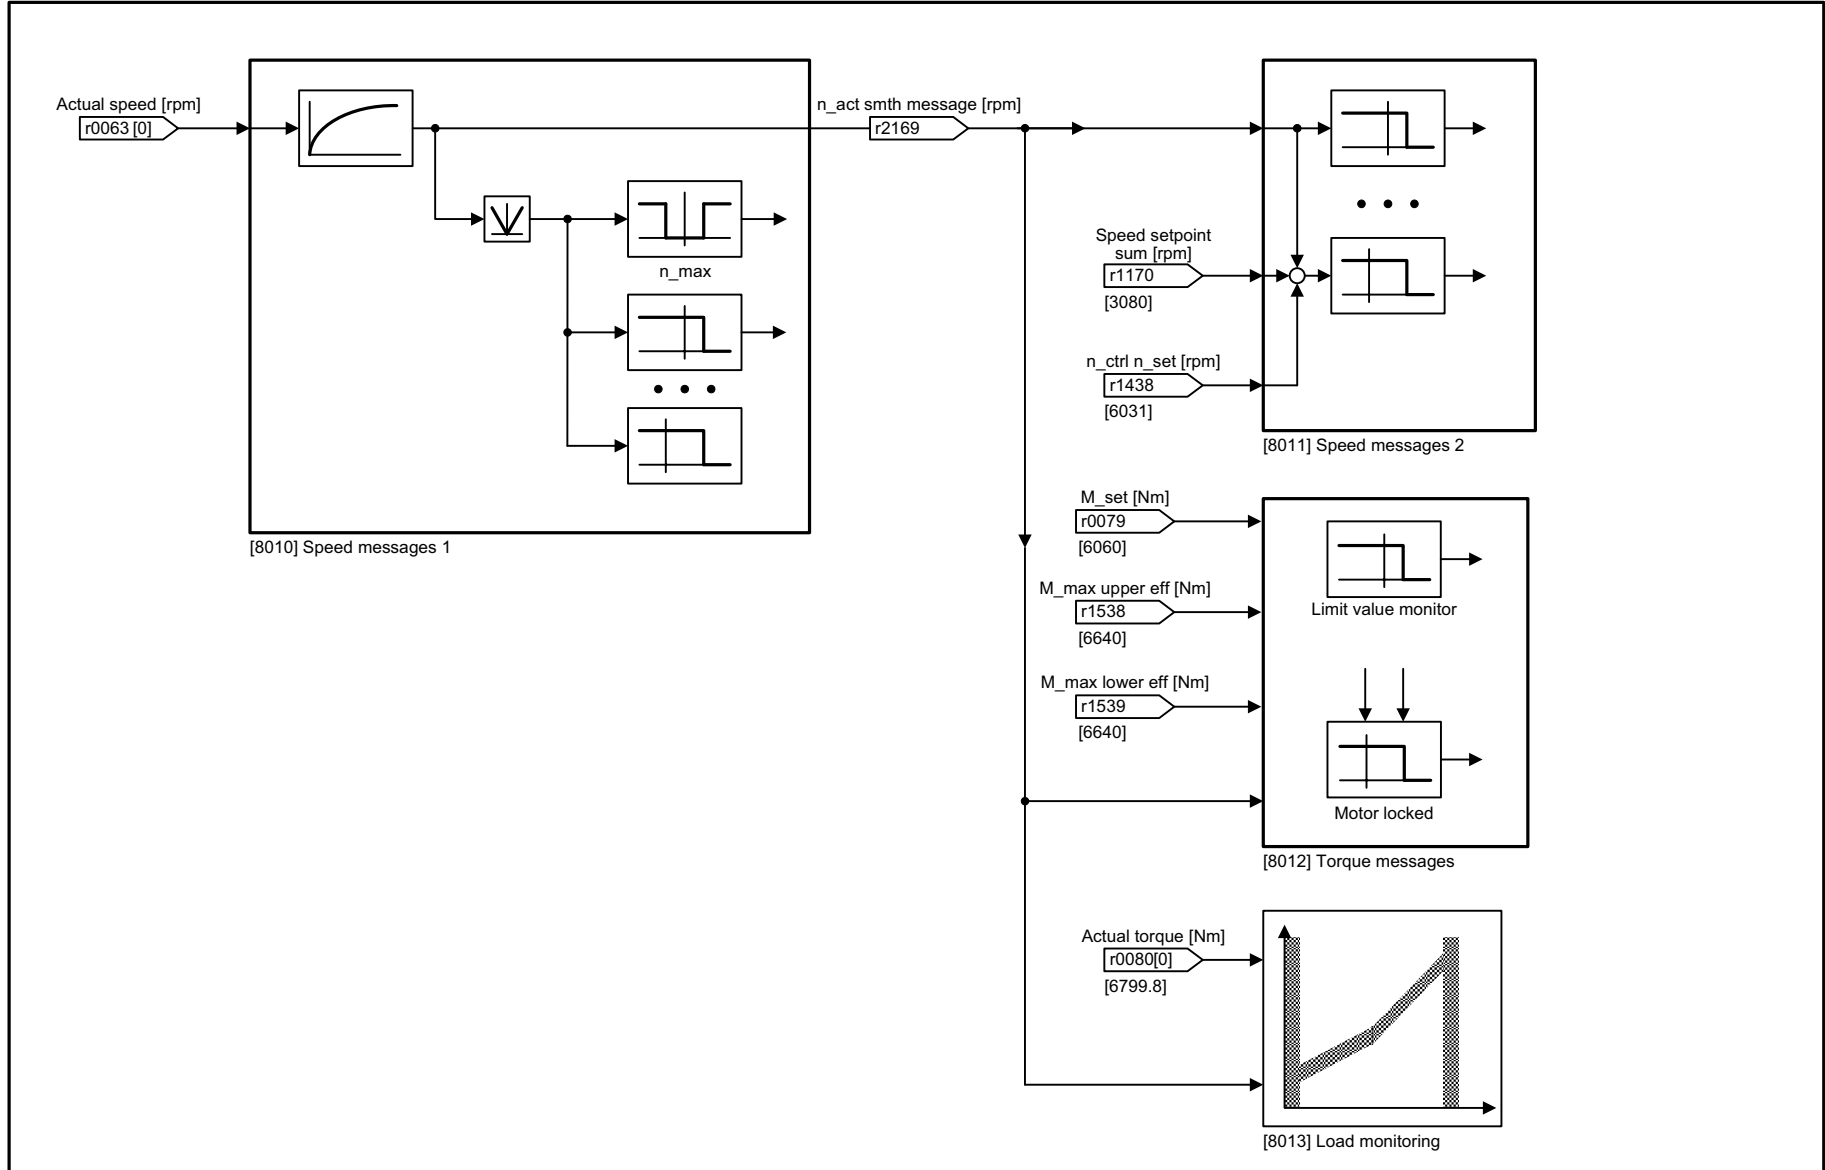 Actual speed [rpm]
r0063 [0]
n_max
[8010] Speed messages 1
n_act smth message [rpm]
r2169
Speed setpoint
sum [rpm]
r1170
[3080]
n_ctrl n_set [rpm]
r1438
[6031]
[8011] Speed messages 2
M_set [Nm]
r0079
[6060]
M_max upper eff [Nm]
r1538
[6640]
M_max lower eff [Nm]
r1539
[6640]
Limit value monitor
Motor locked
[8012] Torque messages
Actual torque [Nm]
r0080[0]
[6799.8]
[8013] Load monitoring